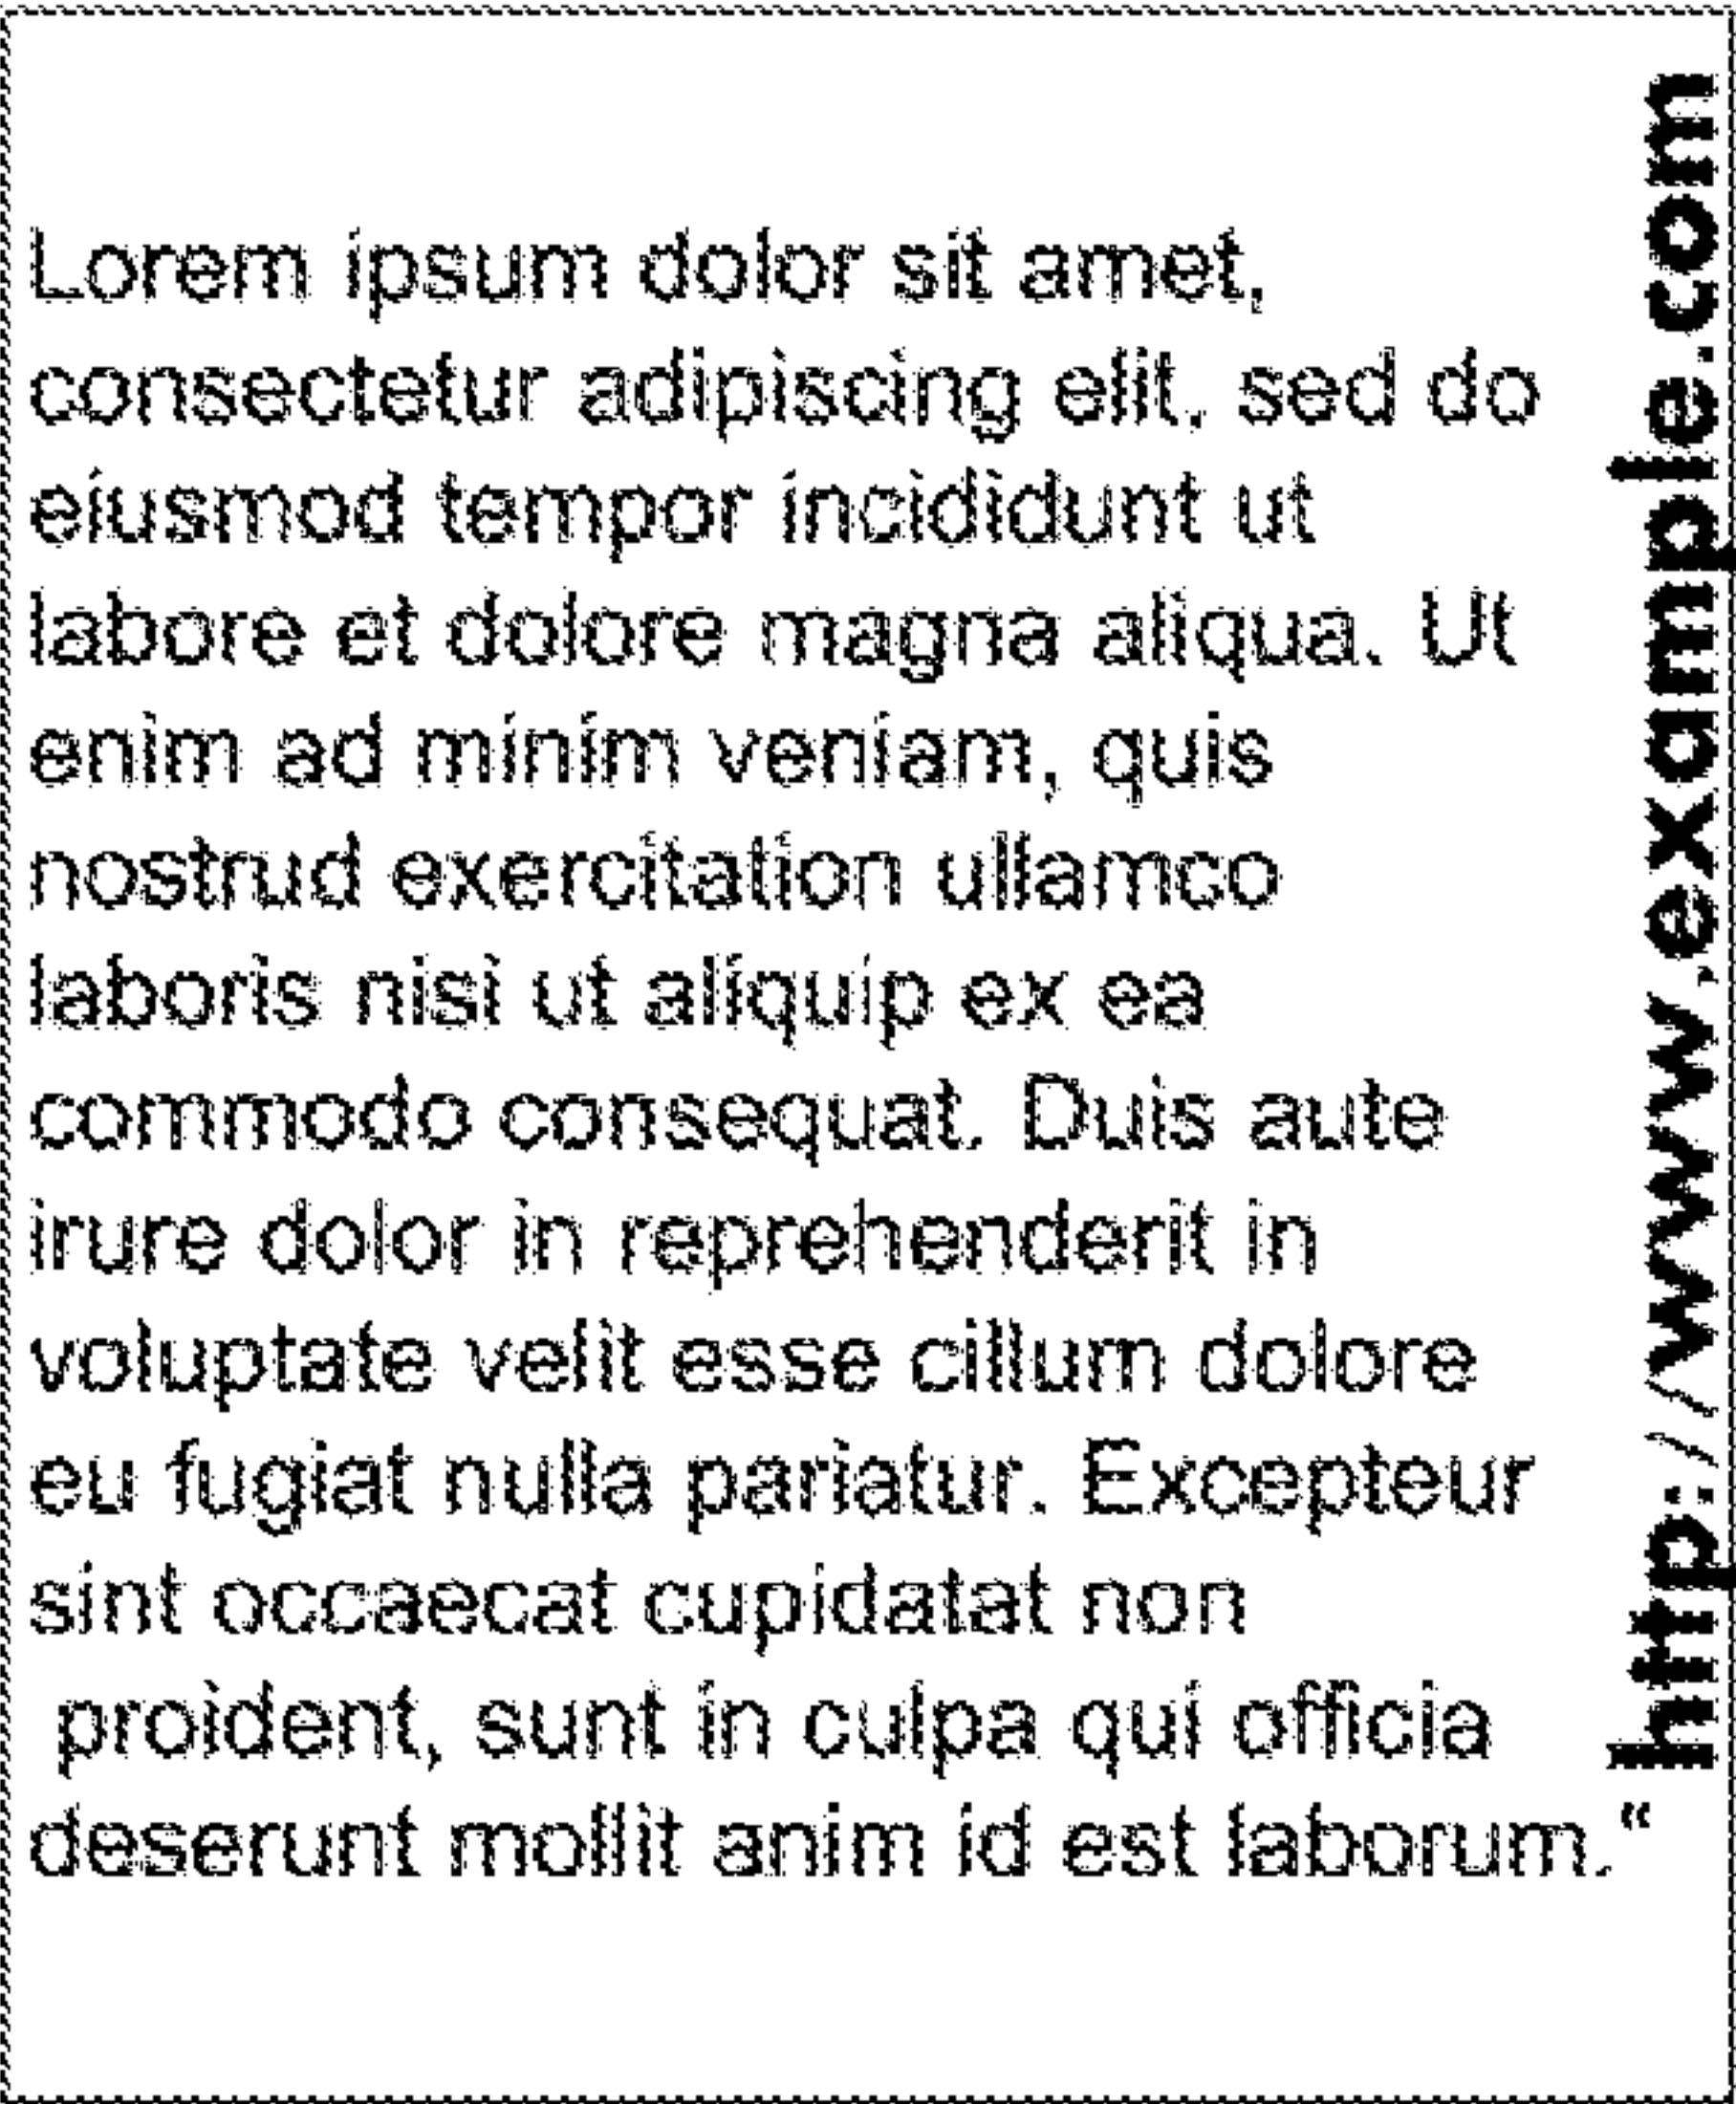 Lorem ipsum dolor sit amet,
consectetur adipiscing elit, sed do
eiusmod tempor incididunt ut
labore et dolore magna aliqua. Ut
enim ad minim veniam, quis
nostrud exercitation ullamco
laboris nisi ut aliquip ex ea
commodo consequat. Duis aute
irure dolor in reprehenderit in
voluptate velit esse cillum dolore
eu fugiat nulla pariatur. Excepteur
sint occaecat cupidatat non
proident, sunt in culpa qui officia
deserunt mollit anim id est laborum.“
http://www.example.com